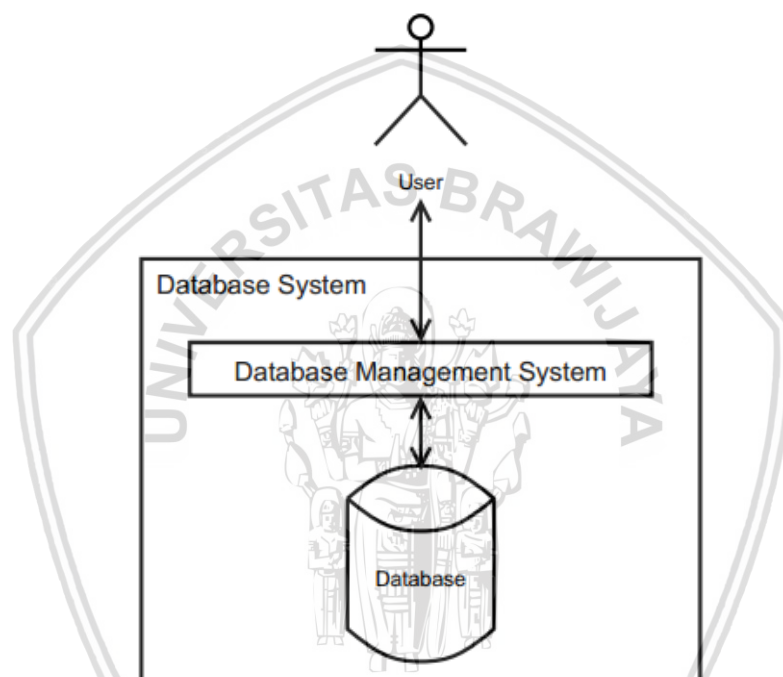 User
UNIVERSITAS BRAWIJAYA
Database System
Database Management System
Database